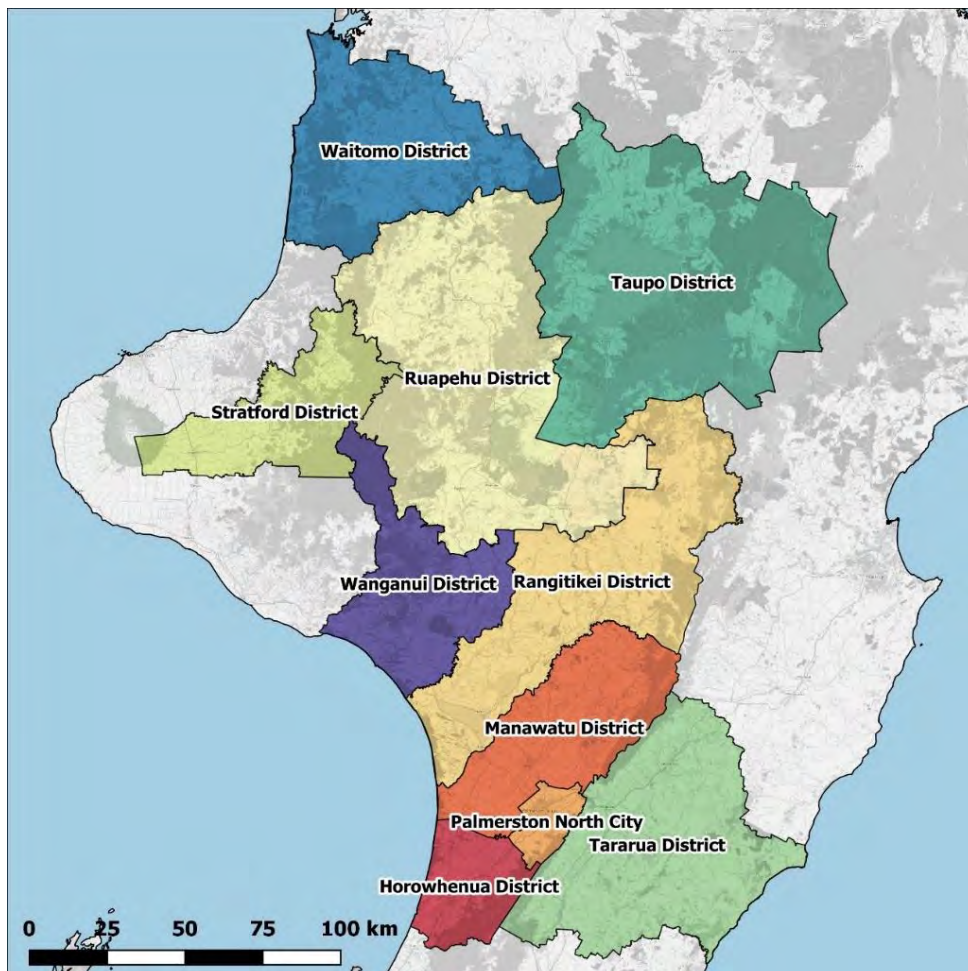 Waitomo District
Taupo District
Ruapehu District
Stratford District
Wanganui District
Rangitikei District
Manawatu District
Palmerston North City
Tararua District
Horowhenua District
0 25 50 75 100 km